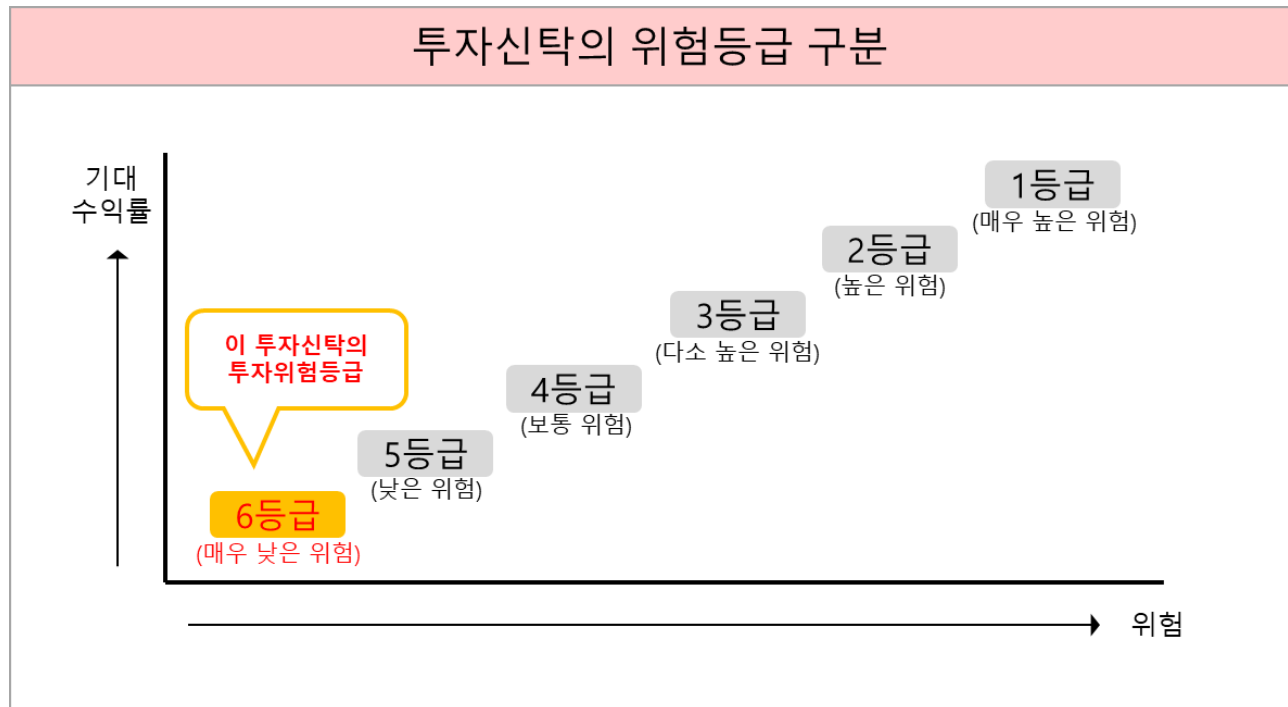 투자신탁의 위험등급 구분
기대
수익률
1등급
(매우 높은 위험)
2등급
(높은 위험)
3등급
(다소 높은 위험)
이 투자신탁의
투자위험등급
4등급
(보통 위험)
5등급
(낮은 위험)
6등급
(매우 낮은 위험)
위험